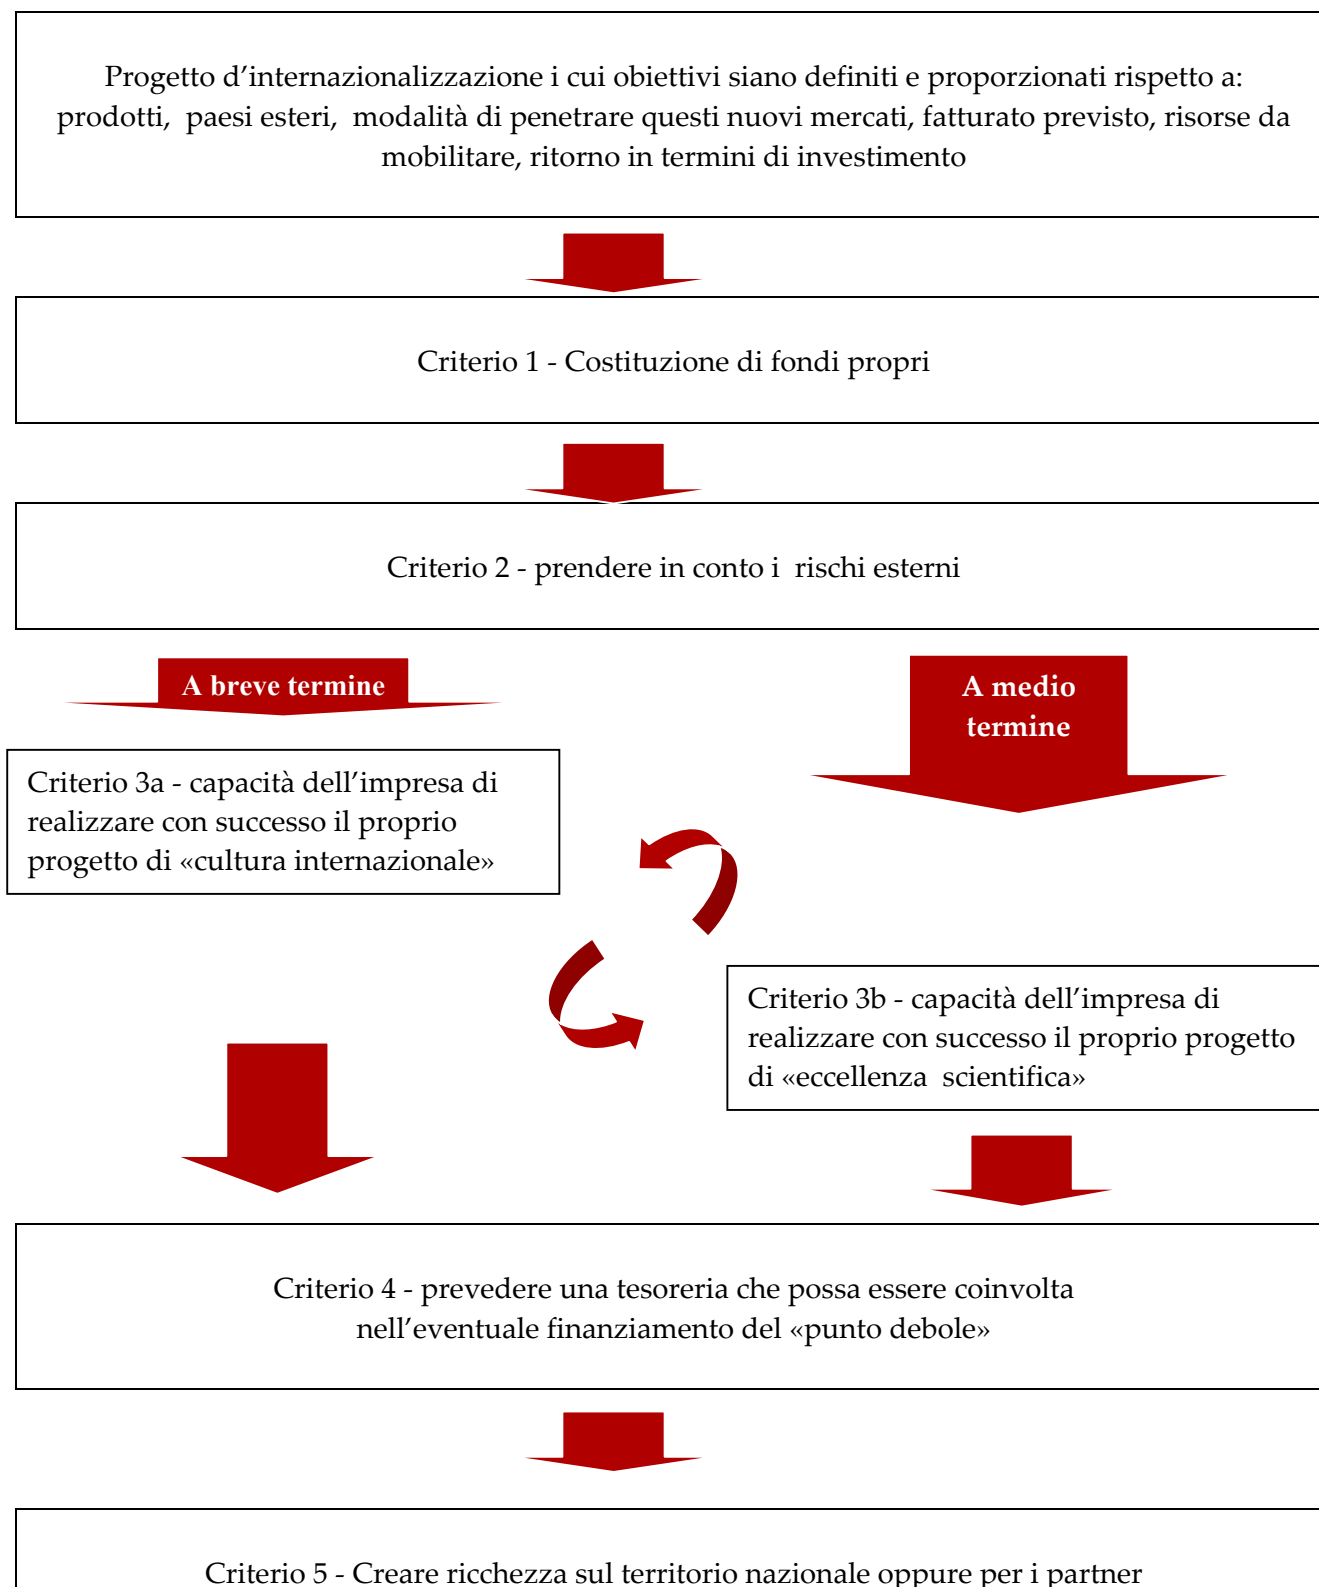 Progetto d’internazionalizzazione i cui obiettivi siano definiti e proporzionati rispetto a:
prodotti, paesi esteri, modalità di penetrare questi nuovi mercati, fatturato previsto, risorse da
mobilitare, ritorno in termini di investimento
Criterio 1 - Costituzione di fondi propri
Criterio 2 - prendere in conto i rischi esterni
A breve termine
A medio
termine
Criterio 3a - capacità dell’impresa di
realizzare con successo il proprio
progetto di «cultura internazionale»
Criterio 3b - capacità dell’impresa di
realizzare con successo il proprio progetto
di «eccellenza scientifica»
Criterio 4 - prevedere una tesoreria che possa essere coinvolta
nell’eventuale finanziamento del «punto debole»
Criterio 5 - Creare ricchezza sul territorio nazionale oppure per i partner